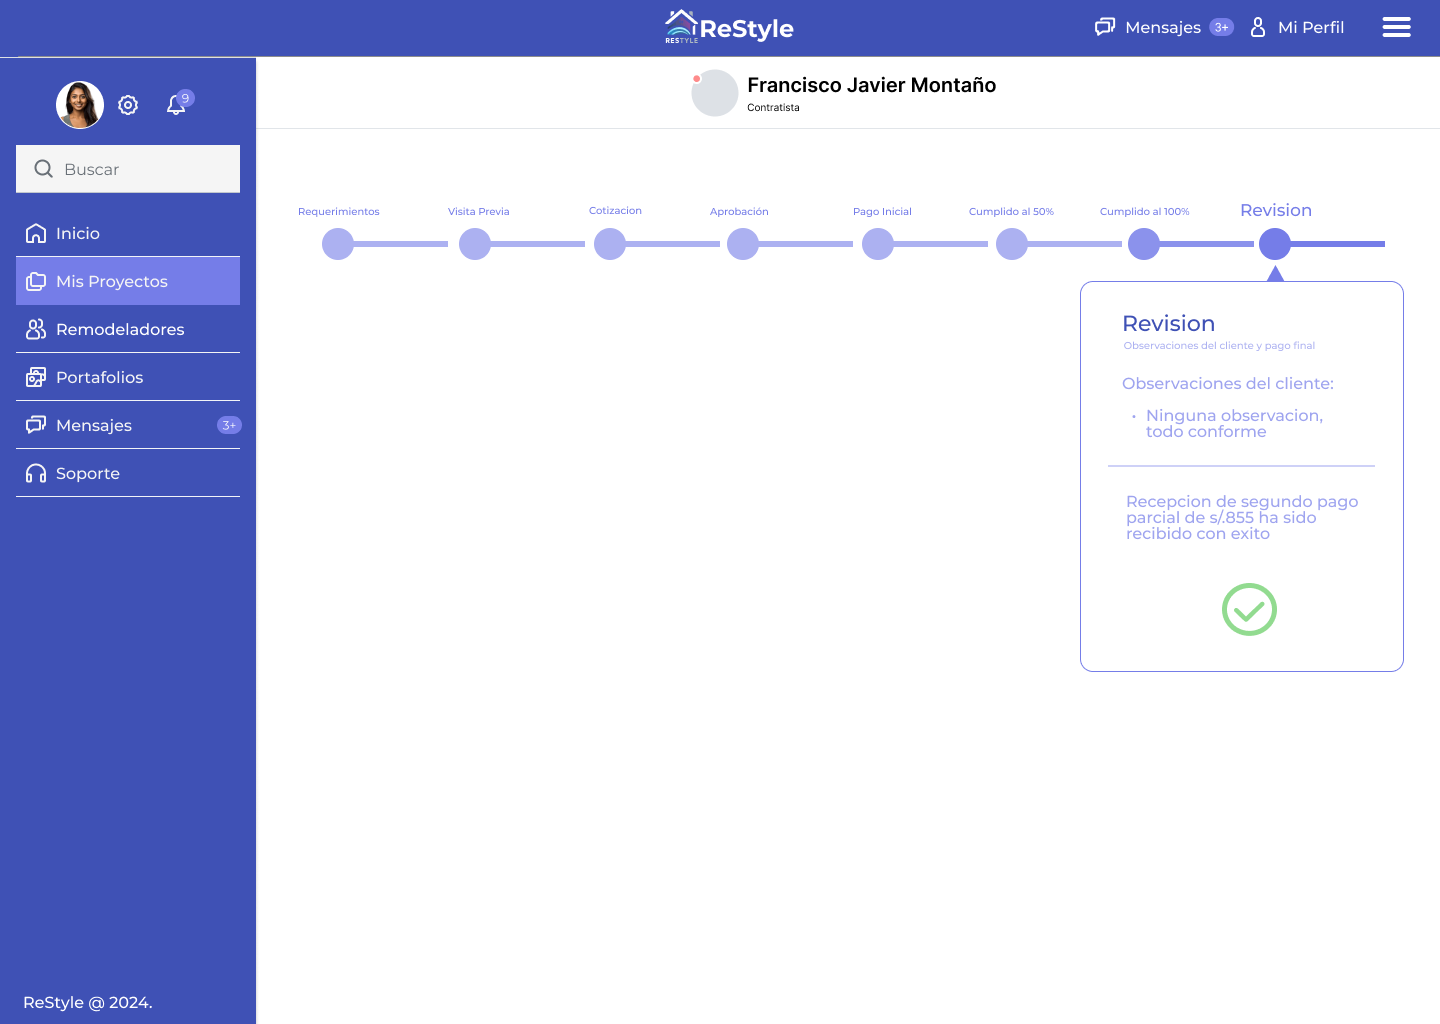 RESTYLE
ReStyle
Mensajes 3+ Mi Perfil
9
Buscar
Inicio
Mis Proyectos
Remodeladores
Portafolios
Mensajes 3+
Soporte
ReStyle @ 2024.
Francisco Javier Montaño
Contratista
Requerimientos
Visita Previa
Cotizacion
Aprobación
Pago Inicial
Cumplido al 50%
Cumplido al 100%
Revision
Revision
Observaciones del cliente y pago final
Observaciones del cliente:
• Ninguna observacion,
todo conforme
Recepcion de segundo pago
parcial de s/.855 ha sido
recibido con exito